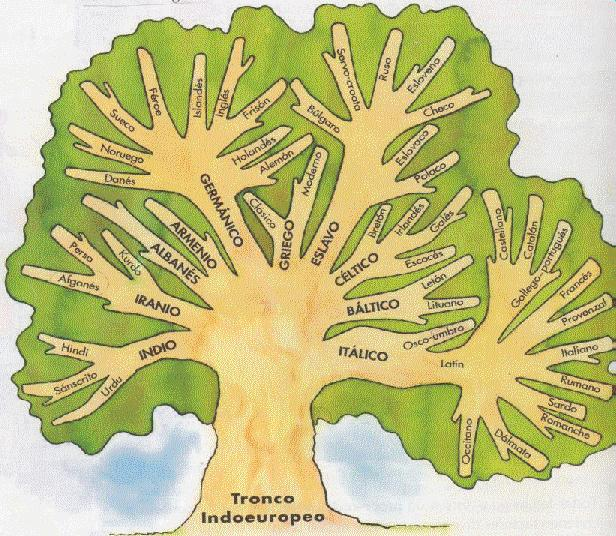 Sueco
Feroe
Islandés
Inglés
Frisón
Noruego
Danés
Holandés
Alemán
GERMÁNICO
Búlgaro
Servo-croata
Ruso
Esloveno
Checo
Eslovaco
Polaco
ESLAVO
Clásico
Moderno
GRIEGO
ARMENIO
ALBANÉS
Persa
Kurdo
Afganés
IRANIO
Hindi
Sánscrito
Urdu
INDIO
Bretón
Irlandés
Galés
Escocés
CÉLTICO
Letón
Lituano
BÁLTICO
Osco-umbro
ITÁLICO
Latín
Castellano
Catalán
Gallego-portugués
Francés
Provenzal
Italiano
Rumano
Sardo
Romanche
Dálmata
Occitano
Tronco
Indoeuropeo